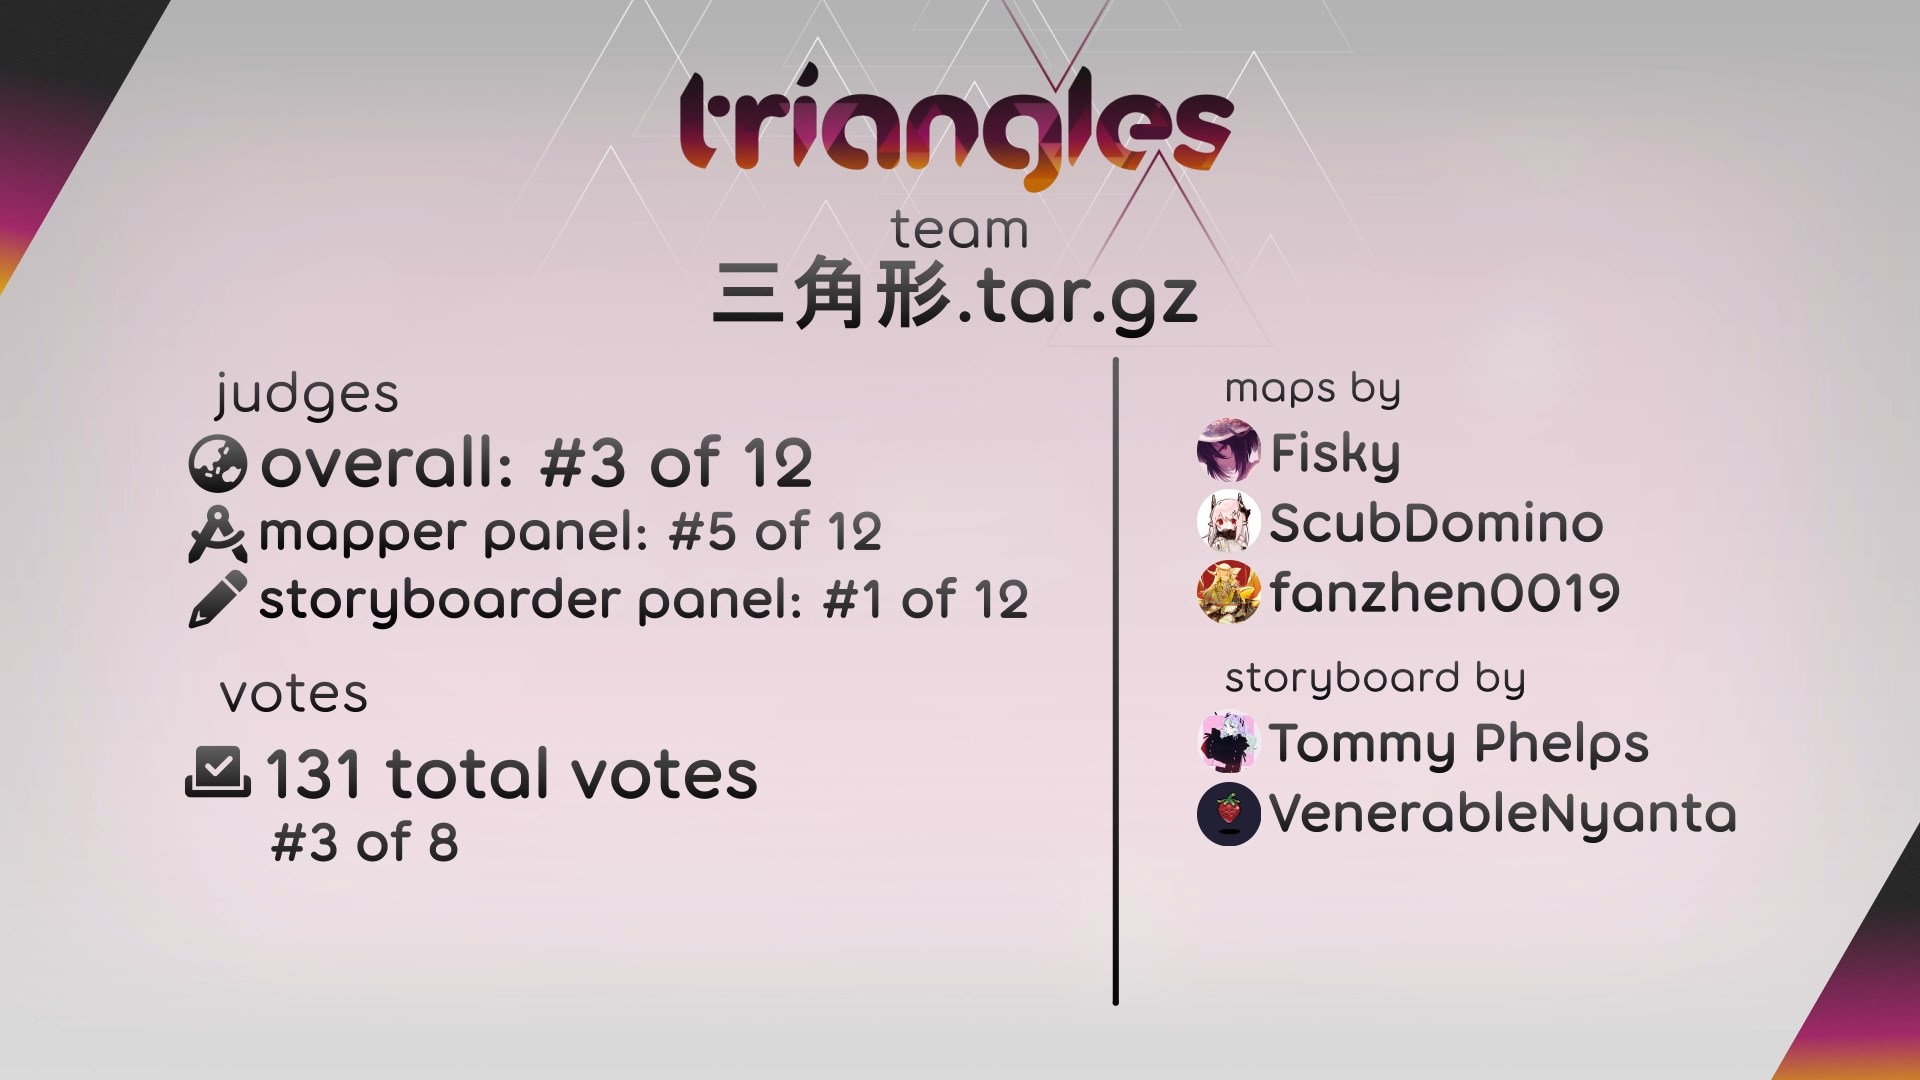 triangles
team
三角形.tar.gz
judges
overall: #3 of 12
mapper panel: #5 of 12
storyboarder panel: #1 of 12
votes
131 total votes
#3 of 8
maps by
Fisky
ScubDomino
fanzhen0019
storyboard by
Tommy Phelps
VenerableNyanta